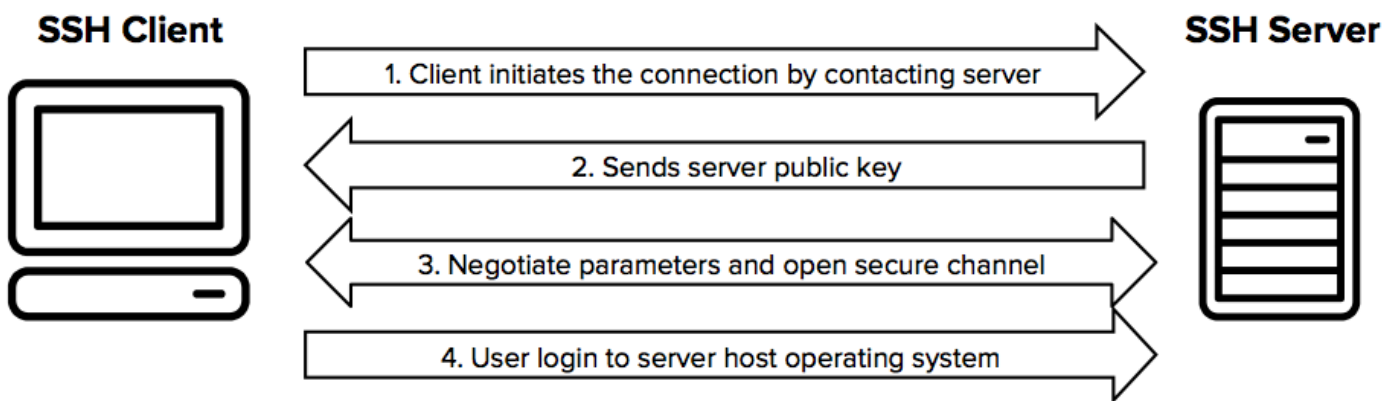 SSH Client
SSH Server
1. Client initiates the connection by contacting server
2. Sends server public key
3. Negotiate parameters and open secure channel
4. User login to server host operating system